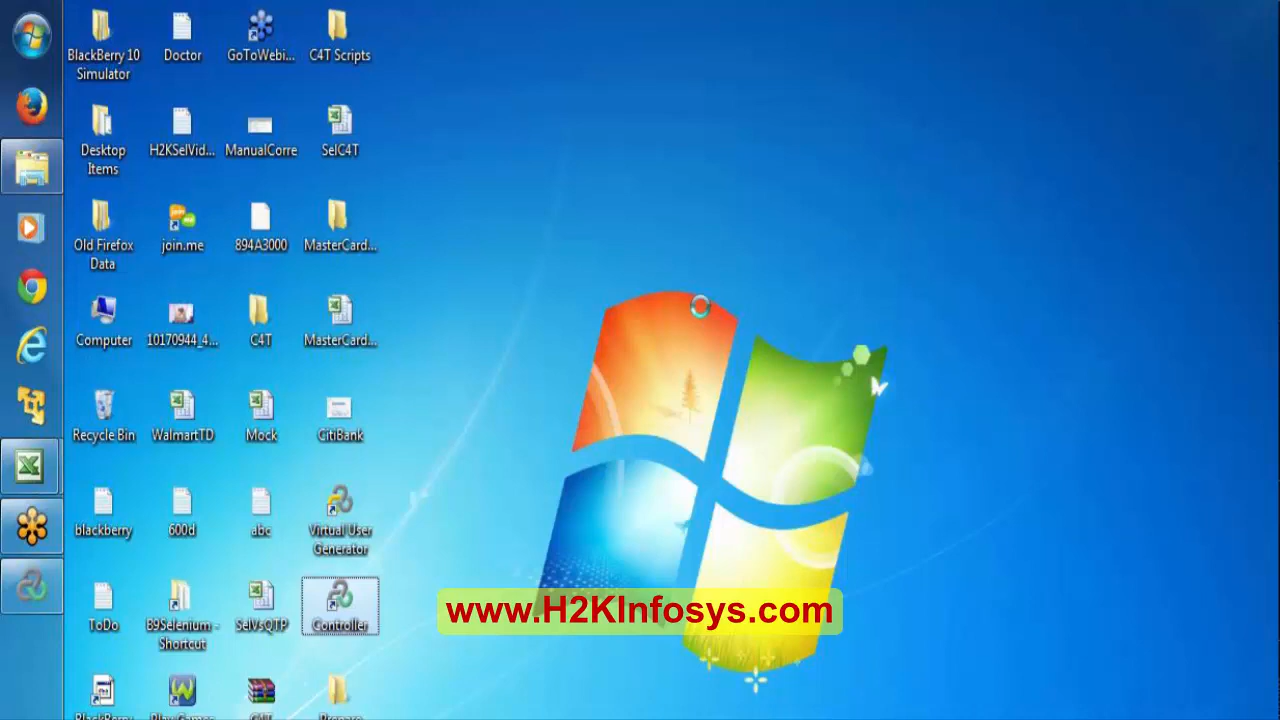 BlackBerry 10
Simulator
Doctor
GoToWebi...
C4T Scripts
Desktop
Items
H2KSelVid...
ManualCorre
SelC4T
Old Firefox
Data
join.me
894A3000
MasterCard...
Computer
10170944_4...
C4T
MasterCard...
Recycle Bin
WalmartTD
Mock
CitiBank
blackberry
600d
abc
Virtual User
Generator
ToDo
B9Selenium -
Shortcut
SelVsQTP
Controller
www.H2KInfosys.com